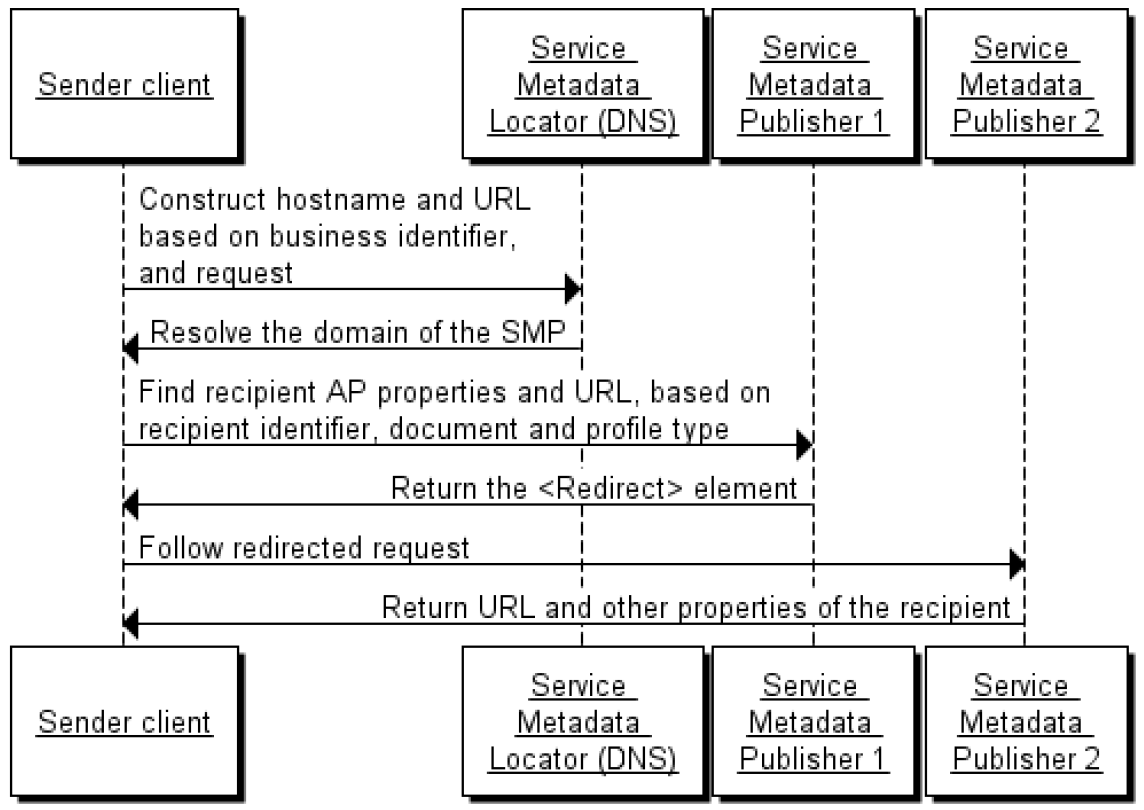 Sender client
Service
Metadata
Locator (DNS)
Service
Metadata
Publisher 1
Service
Metadata
Publisher 2
Construct hostname and URL
based on business identifier,
and request
Resolve the domain of the SMP
Find recipient AP properties and URL, based on
recipient identifier, document and profile type
Return the <Redirect> element
Follow redirected request
Return URL and other properties of the recipient
Sender client
Service
Metadata
Locator (DNS)
Service
Metadata
Publisher 1
Service
Metadata
Publisher 2